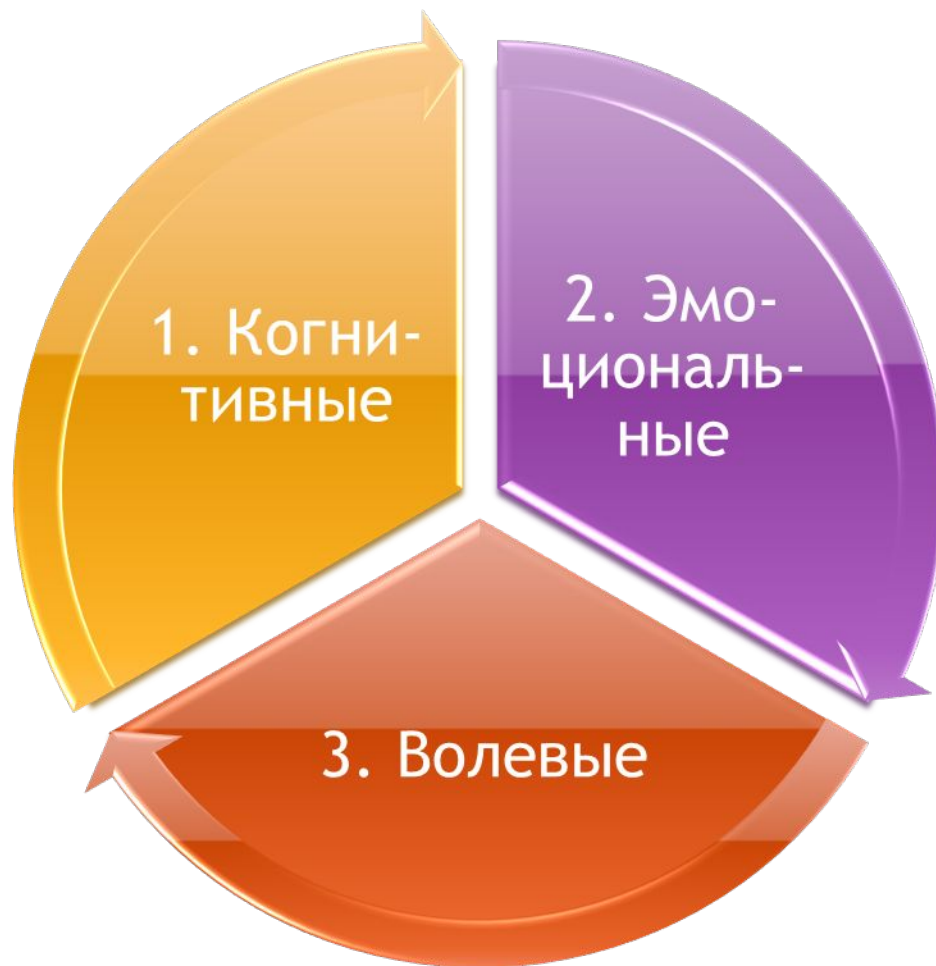 1. Когни-
тивные
2. Эмо-
циональ-
ные
3. Волевые